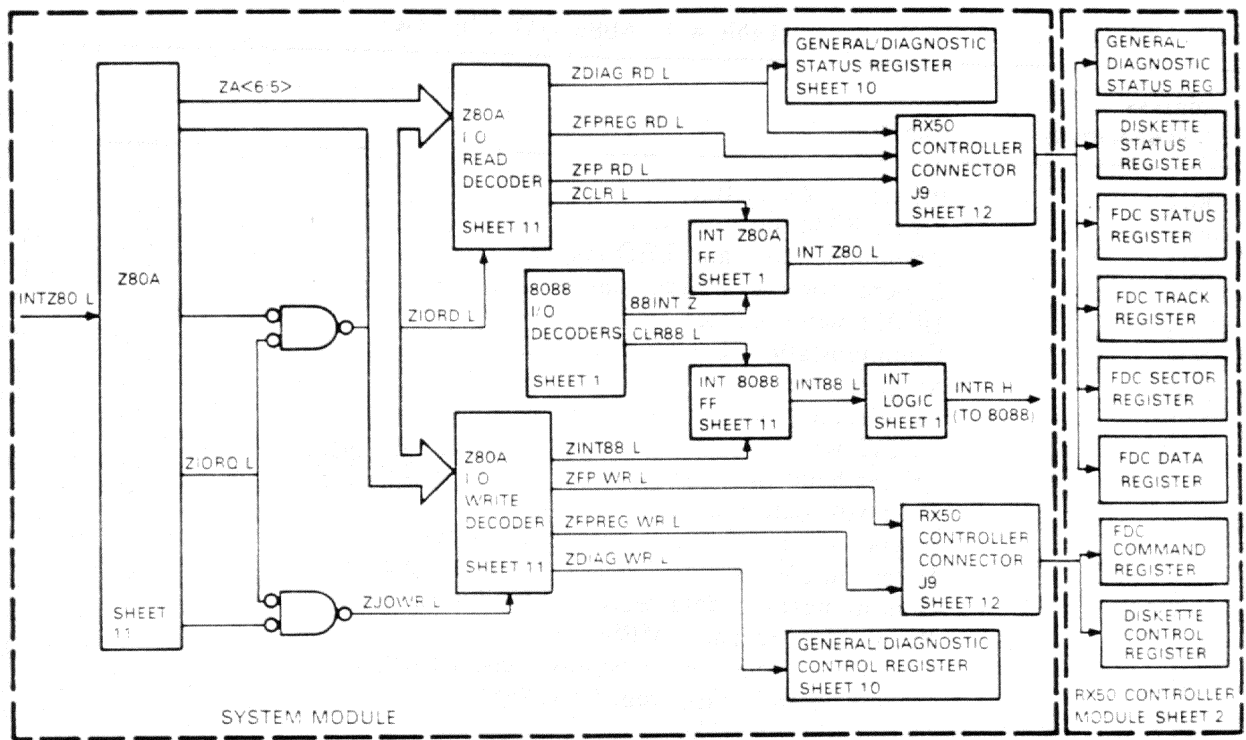 ZA<6:5>
INTZ80 L
Z80A
SHEET
11
ZIORQ L
ZIORD L
ZJOWR L
Z80A
I/O
READ
DECODER
SHEET 11
ZDIAG RD L
ZFPREG RD L
ZFP RD L
ZCLR L
GENERAL/DIAGNOSTIC
STATUS REGISTER
SHEET 10
RX50
CONTROLLER
CONNECTOR
J9
SHEET 12
8088
I/O
DECODERS
SHEET 1
88INT Z
CLR88 L
INT Z80A
FF
SHEET 1
INT Z80 L
INT 8088
FF
SHEET 11
INT88 L
INT
LOGIC
SHEET 1
INTR H
(TO 8088)
Z80A
I/O
WRITE
DECODER
SHEET 11
ZINT88 L
ZFP WR L
ZFPREG WR L
ZDIAG WR L
RX50
CONTROLLER
CONNECTOR
J9
SHEET 12
GENERAL DIAGNOSTIC
CONTROL REGISTER
SHEET 10
SYSTEM MODULE
GENERAL/
DIAGNOSTIC
STATUS REG
DISKETTE
STATUS
REGISTER
FDC STATUS
REGISTER
FDC TRACK
REGISTER
FDC SECTOR
REGISTER
FDC DATA
REGISTER
FDC
COMMAND
REGISTER
DISKETTE
CONTROL
REGISTER
RX50 CONTROLLER
MODULE SHEET 2